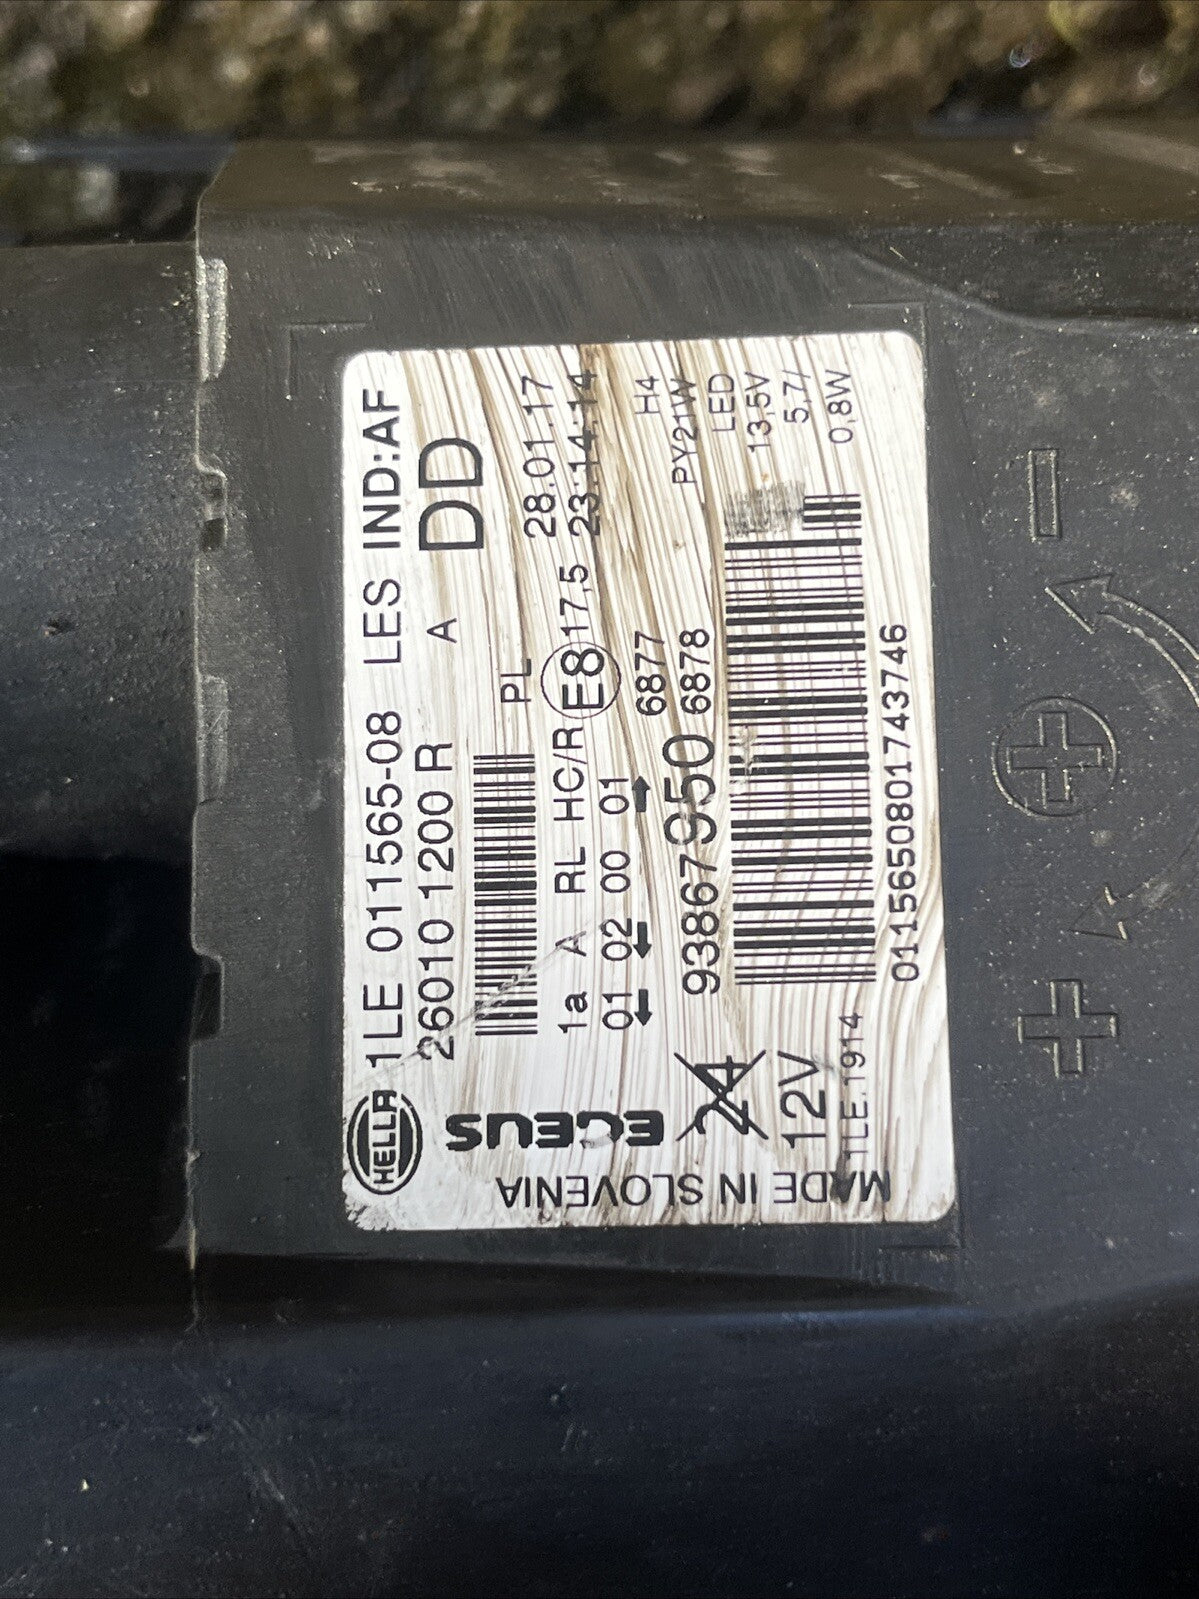 HELLA 1LE 011565-08 LES IND:AF
26010 1200 R A DD
PL 28.01.17
1a A RL HC/R E8 17,5 23:14:14
01 02 00 01 6877 H4
93867950 6878 PY21W
LED
13,5V
5,7/
0,8W
0115650801743746
ECEUS
24
12V
1LE.1914
MADE IN SLOVENIA